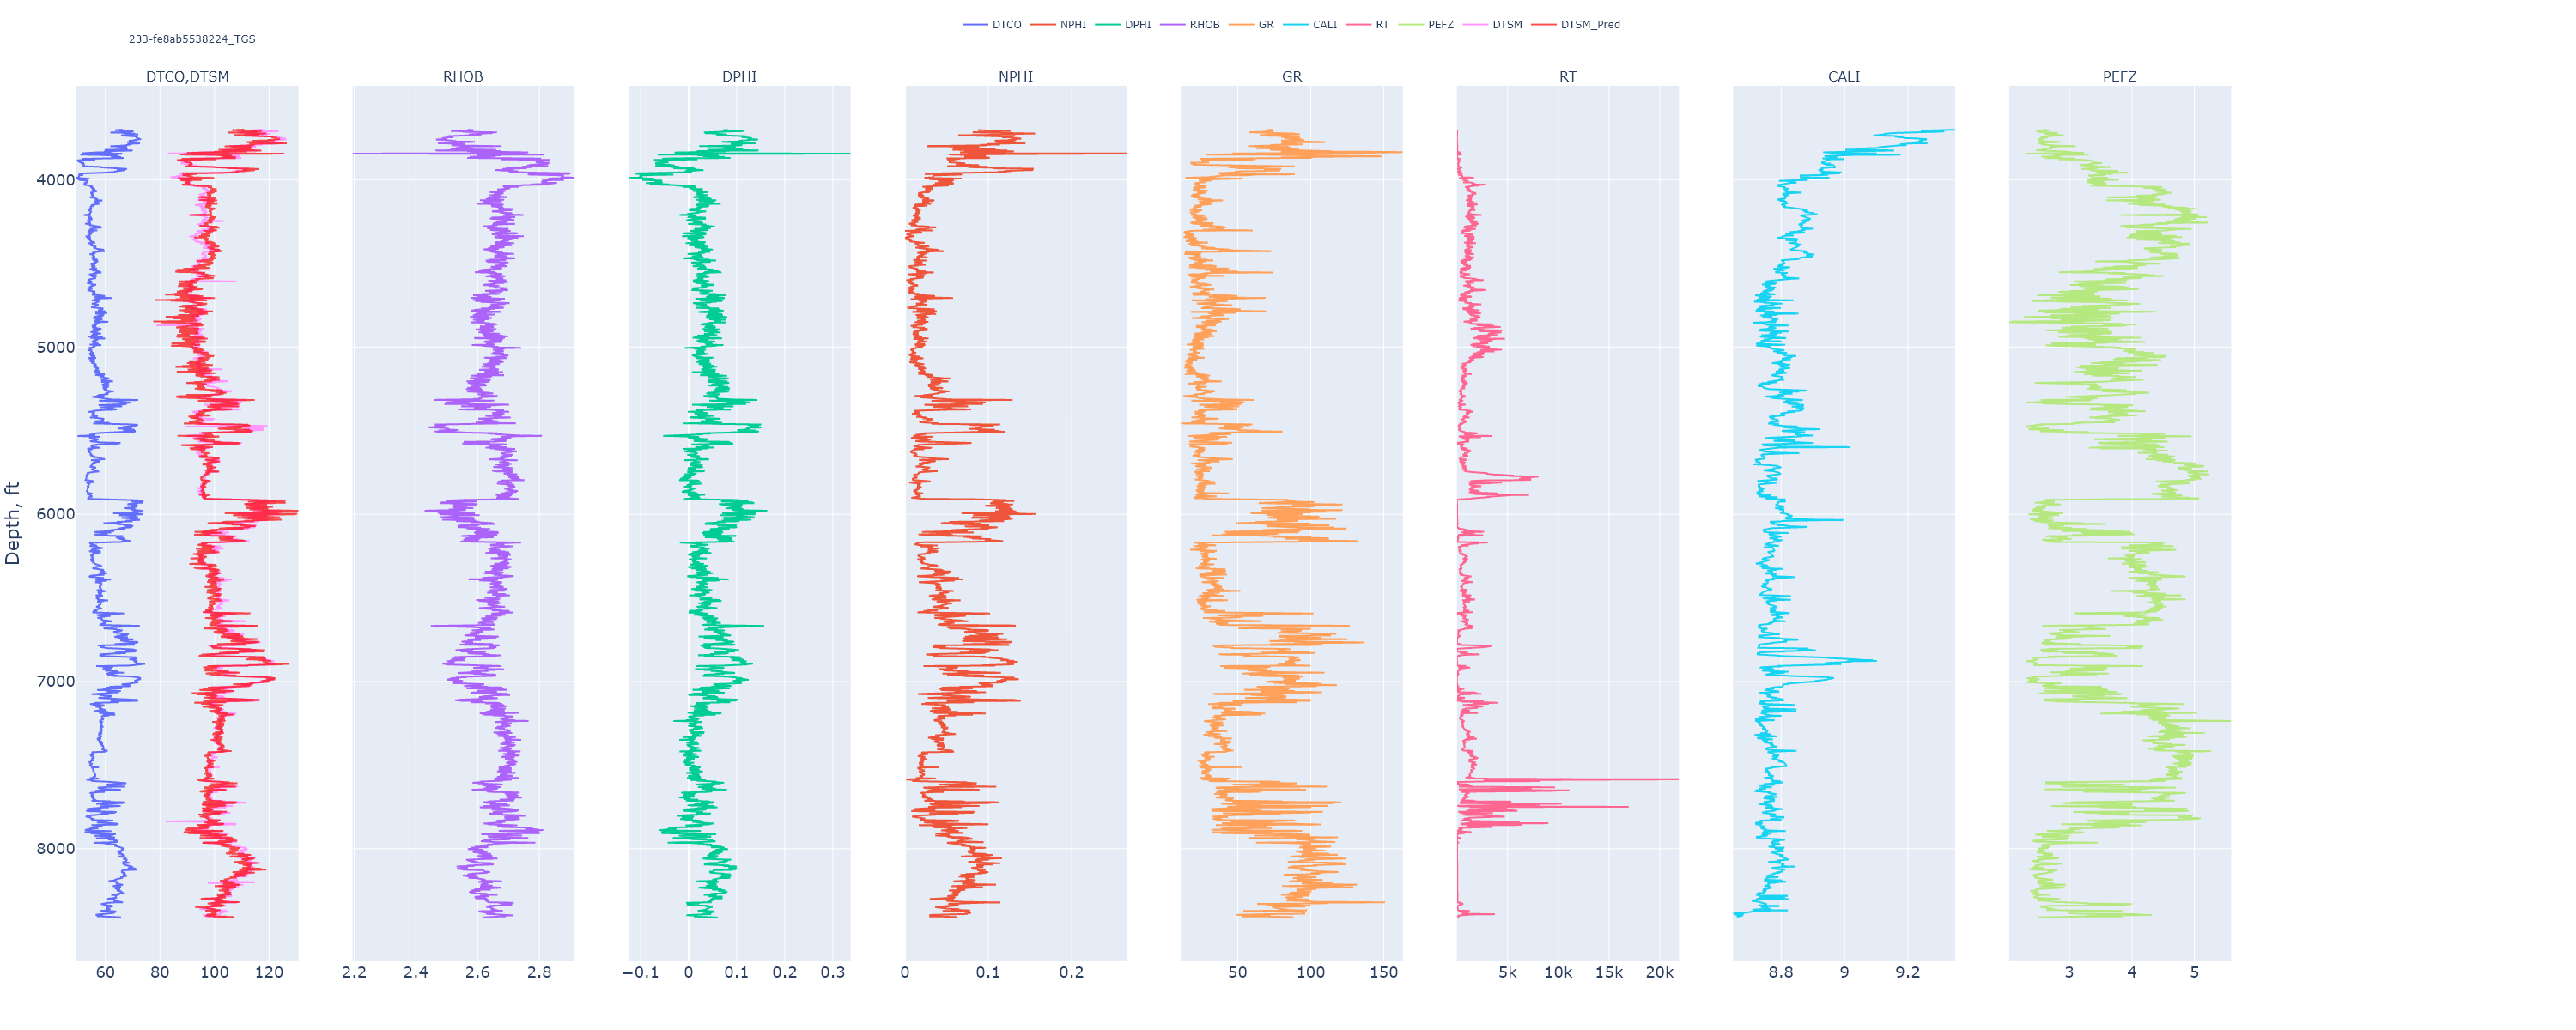 DTCO NPHI DPHI RHOB GR CALI RT PEFZ DTSM DTSM_Pred
233-fe8ab5538224_TGS
DTCO,DTSM RHOB DPHI NPHI GR RT CALI PEFZ
4000
5000
6000
7000
8000
Depth, ft
60 80 100 120 2.2 2.4 2.6 2.8 −0.1 0 0.1 0.2 0.3 0 0.1 0.2 50 100 150 5k 10k 15k 20k 8.8 9 9.2 3 4 5